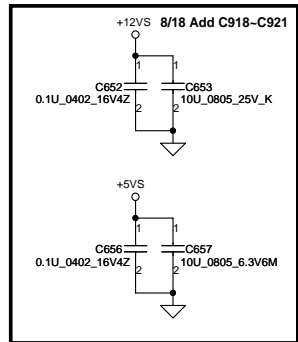 +12VS 8/18 Add C918~C921
1 1
C652 C653
0.1U_0402_16V4Z 10U_0805_25V_K
2 2
+5VS
1 1
C656 C657
0.1U_0402_16V4Z 10U_0805_6.3V6M
2 2